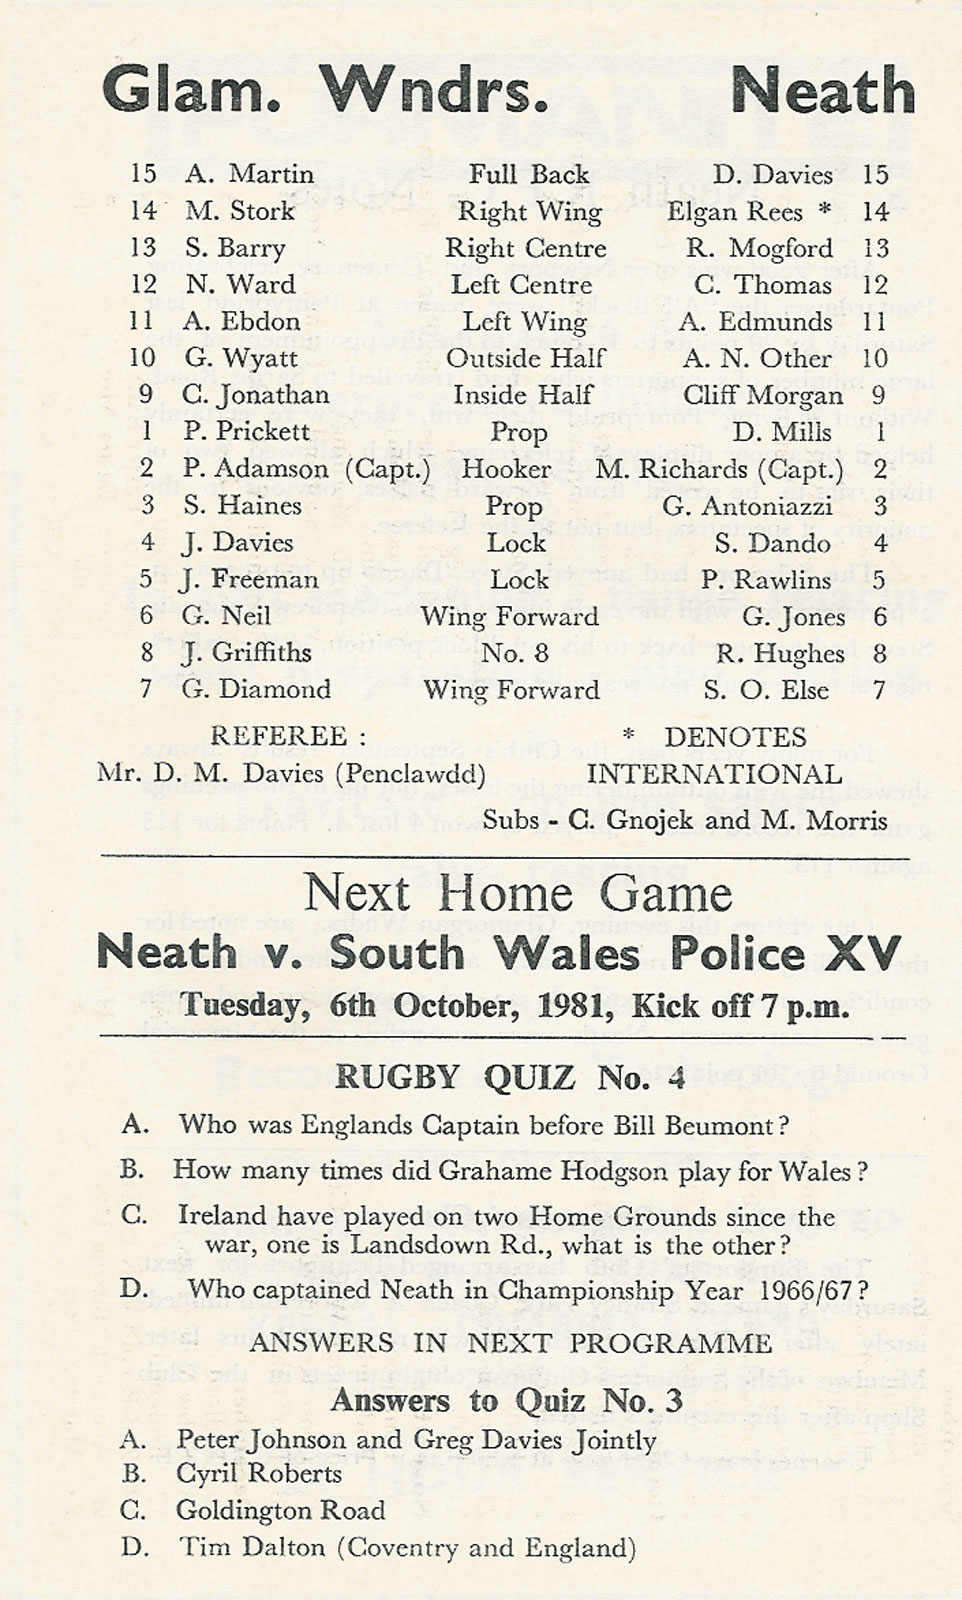 Glam. Wndrs. Neath
15 A. Martin Full Back D. Davies 15
14 M. Stork Right Wing Elgan Rees * 14
13 S. Barry Right Centre R. Mogford 13
12 N. Ward Left Centre C. Thomas 12
11 A. Ebdon Left Wing A. Edmunds 11
10 G. Wyatt Outside Half A. N. Other 10
9 C. Jonathan Inside Half Cliff Morgan 9
1 P. Prickett Prop D. Mills 1
2 P. Adamson (Capt.) Hooker M. Richards (Capt.) 2
3 S. Haines Prop G. Antoniazzi 3
4 J. Davies Lock S. Dando 4
5 J. Freeman Lock P. Rawlins 5
6 G. Neil Wing Forward G. Jones 6
8 J. Griffiths No. 8 R. Hughes 8
7 G. Diamond Wing Forward S. O. Else 7
REFEREE : * DENOTES
Mr. D. M. Davies (Penclawdd) INTERNATIONAL
Subs - C. Gnojek and M. Morris
Next Home Game
Neath v. South Wales Police XV
Tuesday, 6th October, 1981, Kick off 7 p.m.
RUGBY QUIZ No. 4
A. Who was Englands Captain before Bill Beumont?
B. How many times did Grahame Hodgson play for Wales?
C. Ireland have played on two Home Grounds since the
war, one is Landsdown Rd., what is the other?
D. Who captained Neath in Championship Year 1966/67?
ANSWERS IN NEXT PROGRAMME
Answers to Quiz No. 3
A. Peter Johnson and Greg Davies Jointly
B. Cyril Roberts
C. Goldington Road
D. Tim Dalton (Coventry and England)